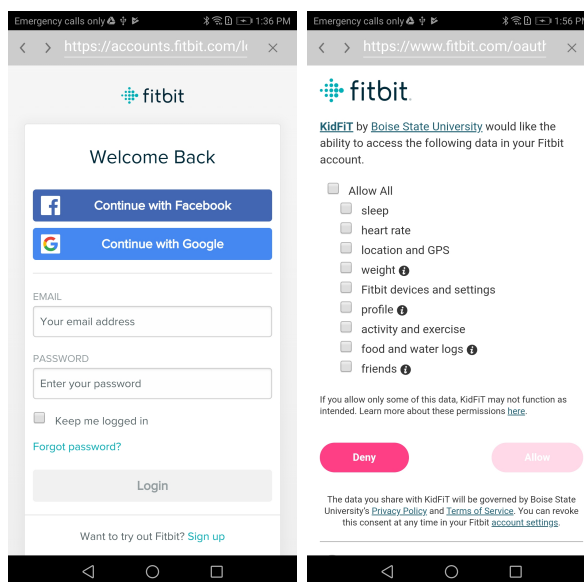 Emergency calls only
1:36 PM
https://accounts.fitbit.com/l
fitbit
Welcome Back
Continue with Facebook
Continue with Google
EMAIL
Your email address
PASSWORD
Enter your password
Keep me logged in
Forgot password?
Login
Want to try out Fitbit? Sign up
Emergency calls only
1:56 PM
https://www.fitbit.com/oauth
fitbit.
KidFiT by Boise State University would like the
ability to access the following data in your Fitbit
account.
Allow All
sleep
heart rate
location and GPS
weight
Fitbit devices and settings
profile
activity and exercise
food and water logs
friends
If you allow only some of this data, KidFiT may not function as
intended. Learn more about these permissions here.
Deny
Allow
The data you share with KidFiT will be governed by Boise State
University's Privacy Policy and Terms of Service. You can revoke
this consent at any time in your Fitbit account settings.